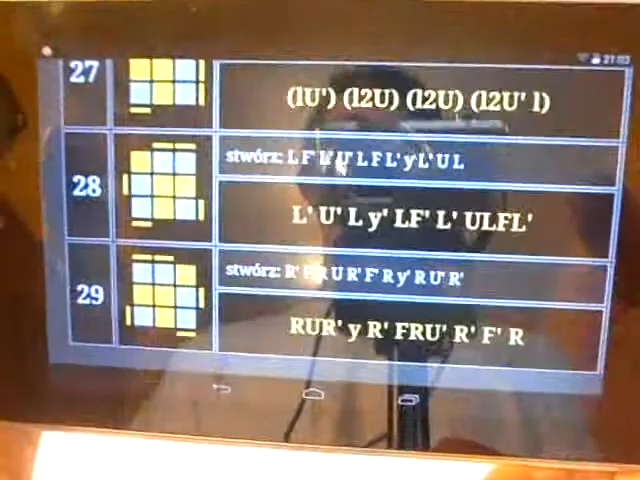 21:03
27
(lU') (l2U) (l2U) (l2U' l)
stwórz: L F' L' U' L F L' y L' U L
28
L' U' L y' LF' L' ULFL'
stwórz: R' F R U R' F' R y' R U' R'
29
RUR' y R' FRU' R' F' R